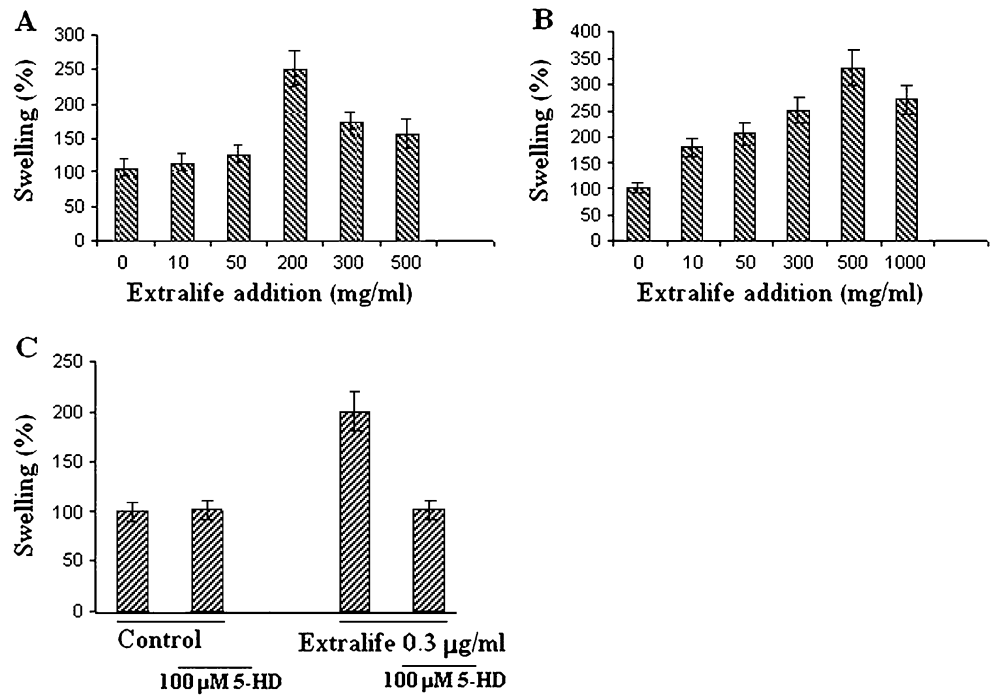 A
Swelling (%)
300
250
200
150
100
50
0
0 10 50 200 300 500
Extralife addition (mg/ml)
B
Swelling (%)
400
350
300
250
200
150
100
50
0
0 10 50 300 500 1000
Extralife addition (mg/ml)
C
Swelling (%)
250
200
150
100
50
0
Control
100 μM 5-HD
Extralife 0.3 μg/ml
100 μM 5-HD